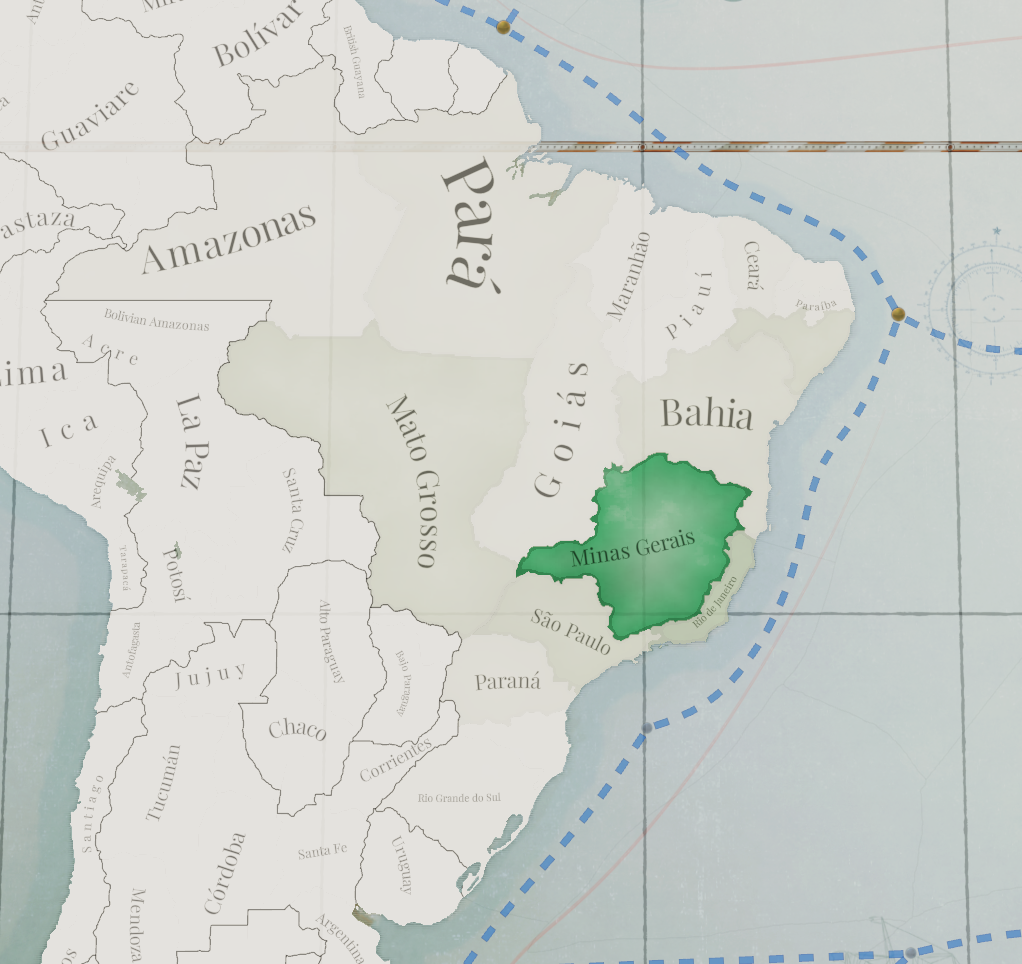 Bolívar
British Guayana
Guaviare
Pará
astaza
Amazonas
Maranhão
Piauí
Ceará
Paraíba
Bolivian Amazonas
Acre
ima
Ica
La Paz
Mato Grosso
Goiás
Bahia
Arequipa
Santa Cruz
Minas Gerais
Tarapacá
Potosí
Rio de Janeiro
São Paulo
Alto Paraguay
Antofagasta
Jujuy
Bajo Paraguay
Paraná
Chaco
Corrientes
Tucumán
Santiago
Rio Grande do Sul
Santa Fe
Uruguay
Córdoba
Mendoza
Argentina
os